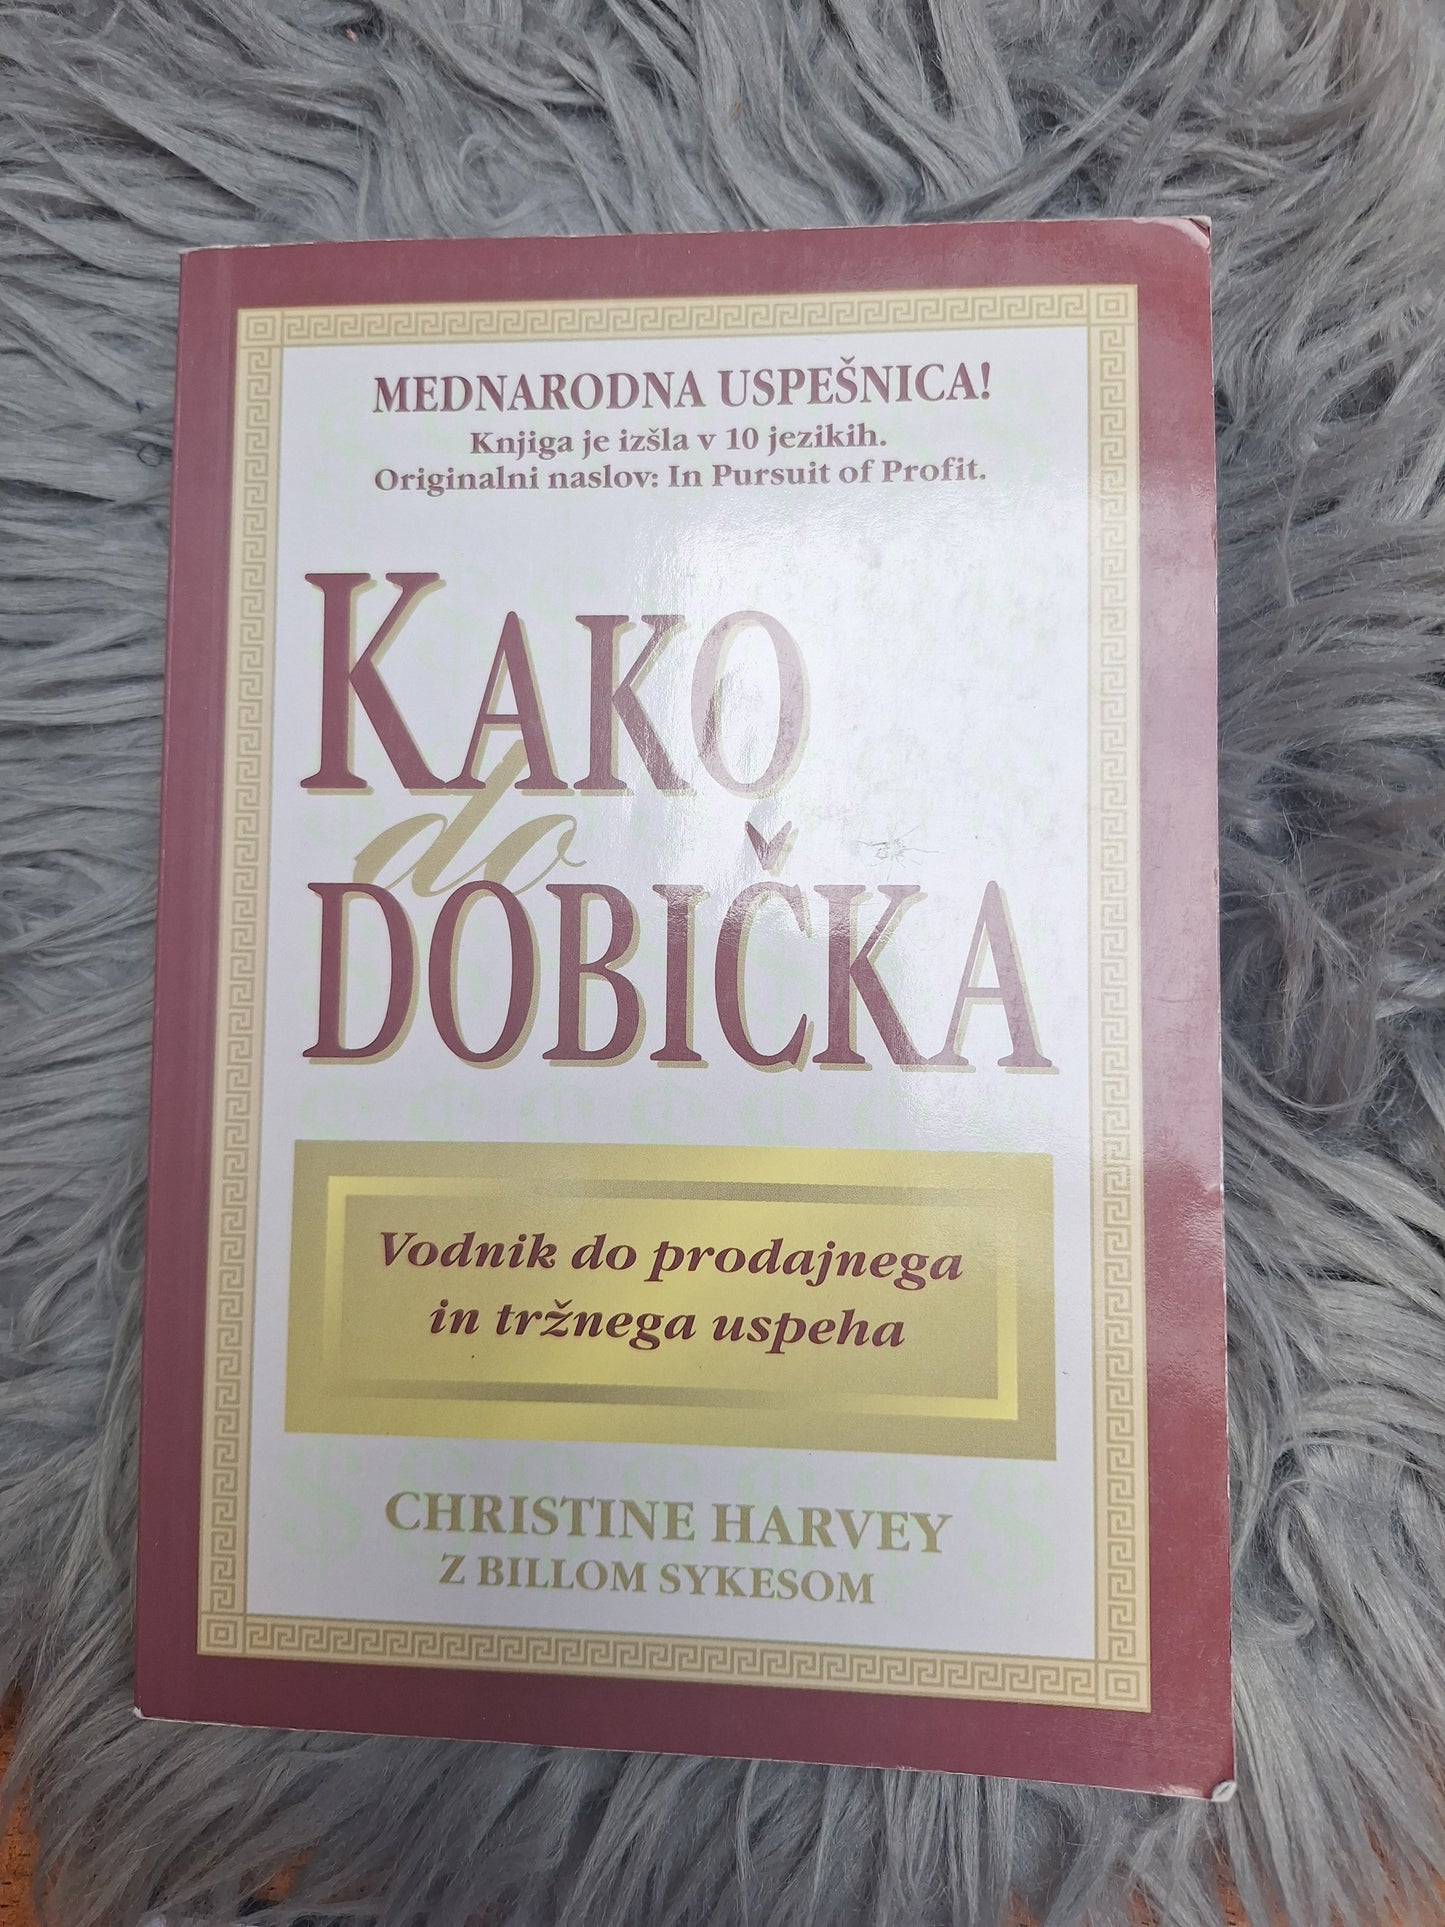 MEDNARODNA USPEŠNICA!
Knjiga je izšla v 10 jezikih.
Originalni naslov: In Pursuit of Profit.
KAKO
do
DOBIČKA
Vodnik do prodajnega
in tržnega uspeha
CHRISTINE HARVEY
Z BILLOM SYKESOM